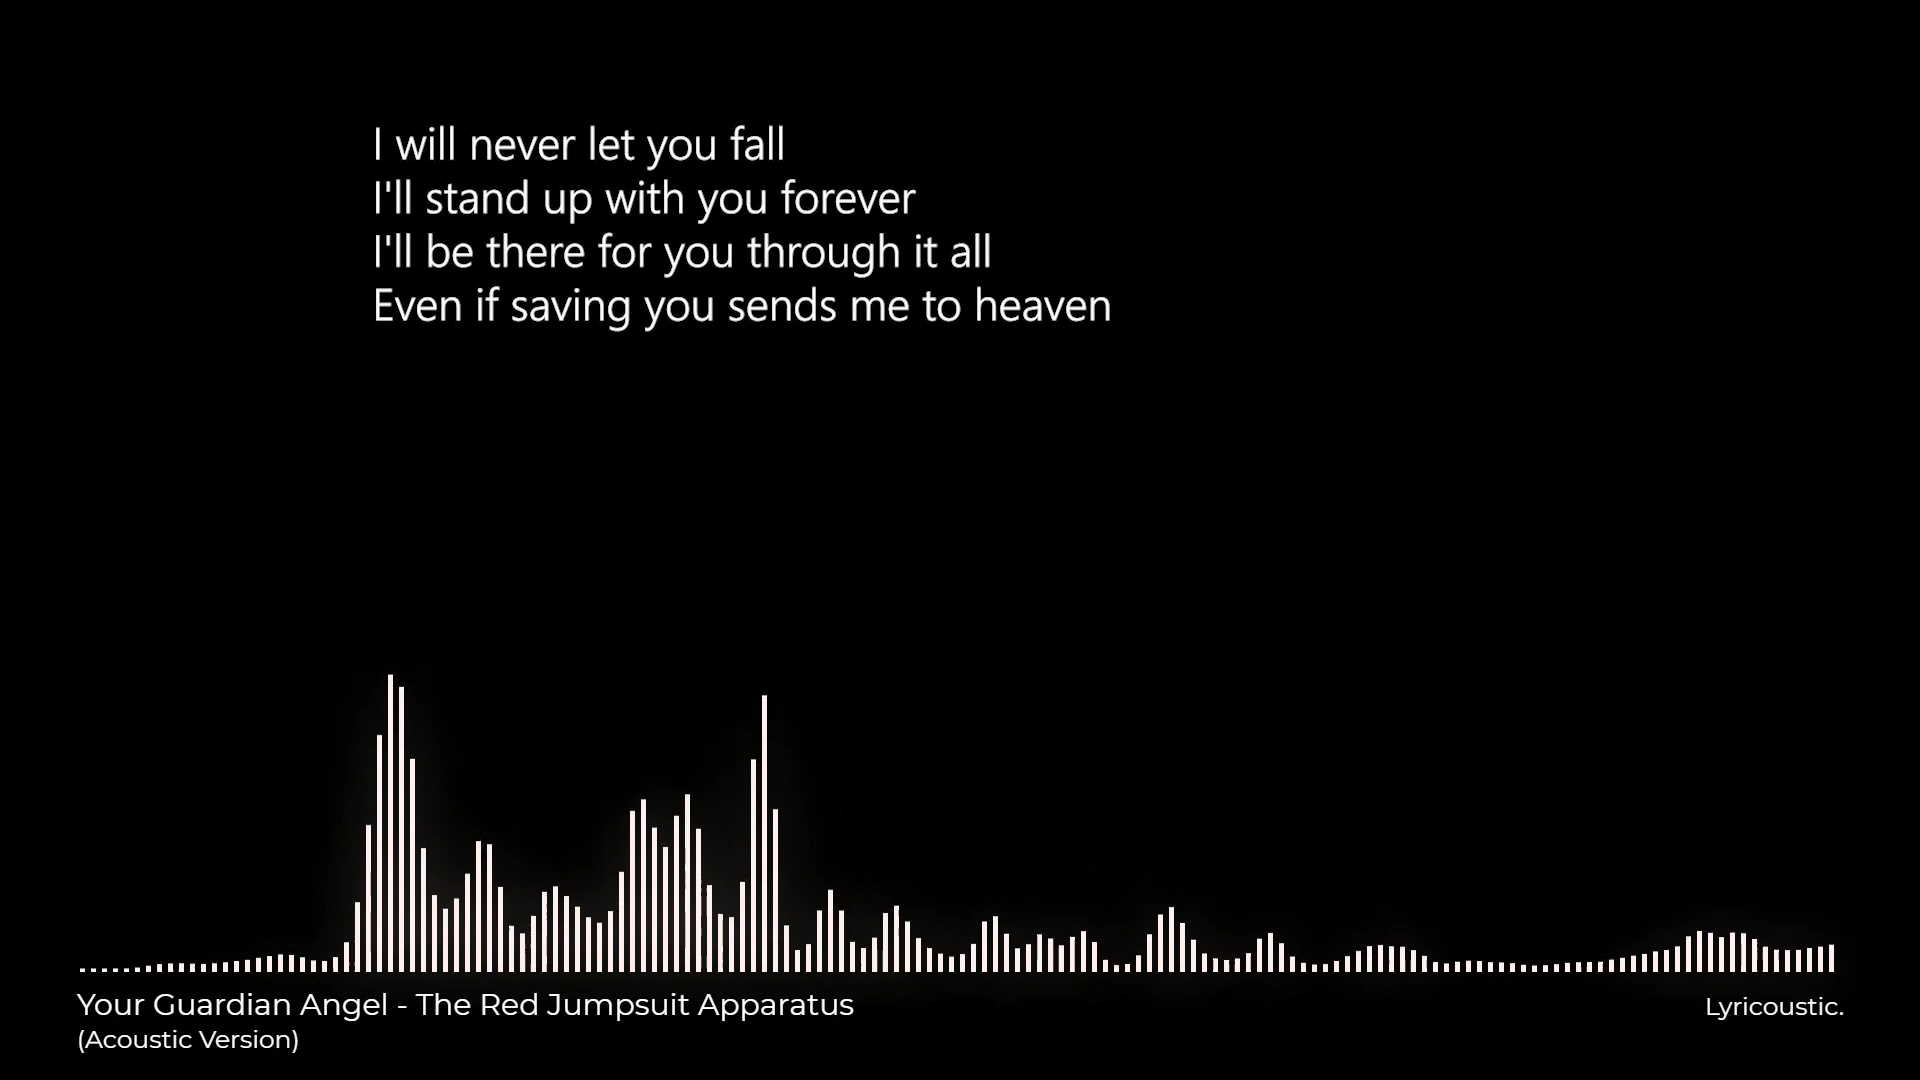 I will never let you fall
I'll stand up with you forever
I'll be there for you through it all
Even if saving you sends me to heaven
Your Guardian Angel - The Red Jumpsuit Apparatus
(Acoustic Version)
Lyricoustic.